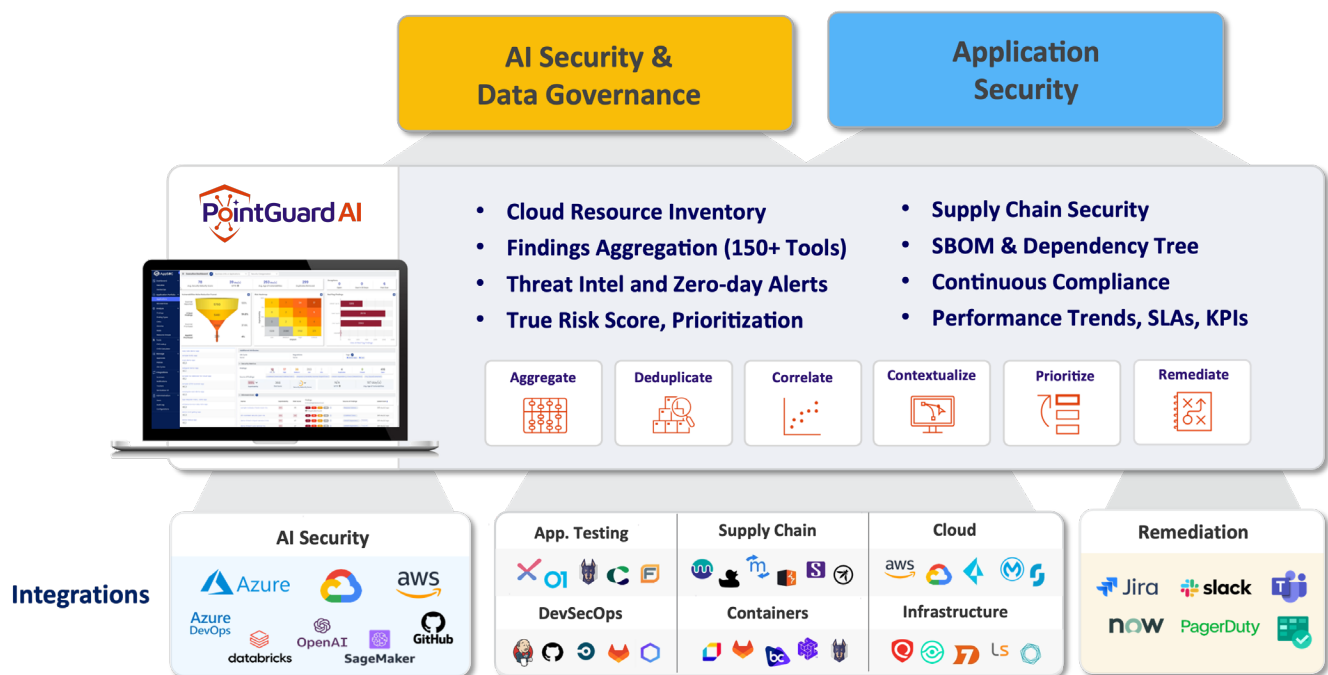 AI Security &
Data Governance
Application
Security
PointGuard AI
• Cloud Resource Inventory
• Findings Aggregation (150+ Tools)
• Threat Intel and Zero-day Alerts
• True Risk Score, Prioritization
• Supply Chain Security
• SBOM & Dependency Tree
• Continuous Compliance
• Performance Trends, SLAs, KPIs
Aggregate
Deduplicate
Correlate
Contextualize
Prioritize
Remediate
Integrations
AI Security
Azure
aws
Azure
DevOps
databricks
OpenAI
SageMaker
GitHub
App. Testing
Supply Chain
Cloud
aws
DevSecOps
Containers
Infrastructure
Ls
Remediation
Jira
slack
now
PagerDuty